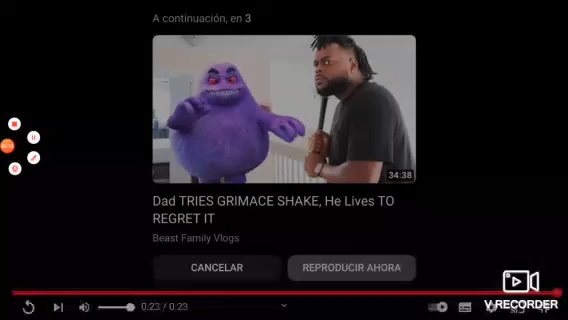 A continuación, en 3
34:38
Dad TRIES GRIMACE SHAKE, He Lives TO
REGRET IT
Beast Family Vlogs
CANCELAR
REPRODUCIR AHORA
V RECORDER
0:23 / 0:23